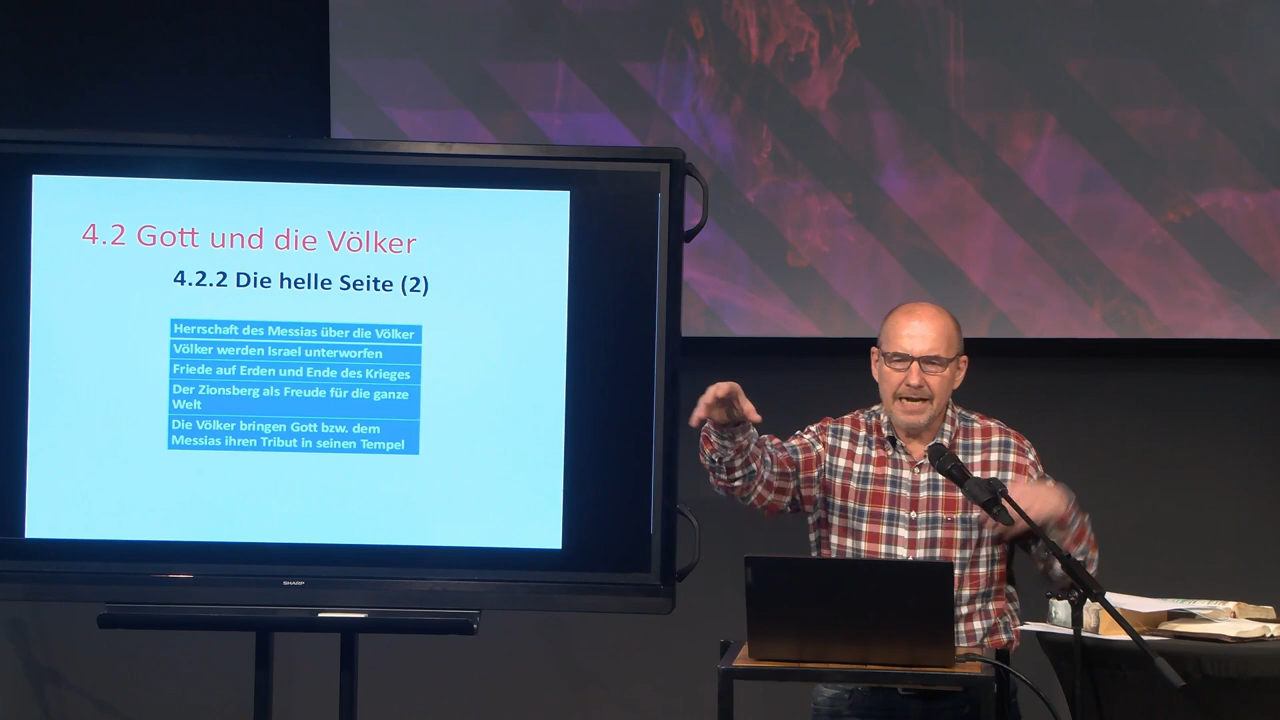 4.2 Gott und die Völker
4.2.2 Die helle Seite (2)
Herrschaft des Messias über die Völker
Völker werden Israel unterworfen
Friede auf Erden und Ende des Krieges
Der Zionsberg als Freude für die ganze
Welt
Die Völker bringen Gott bzw. dem
Messias ihren Tribut in seinen Tempel
SHARP